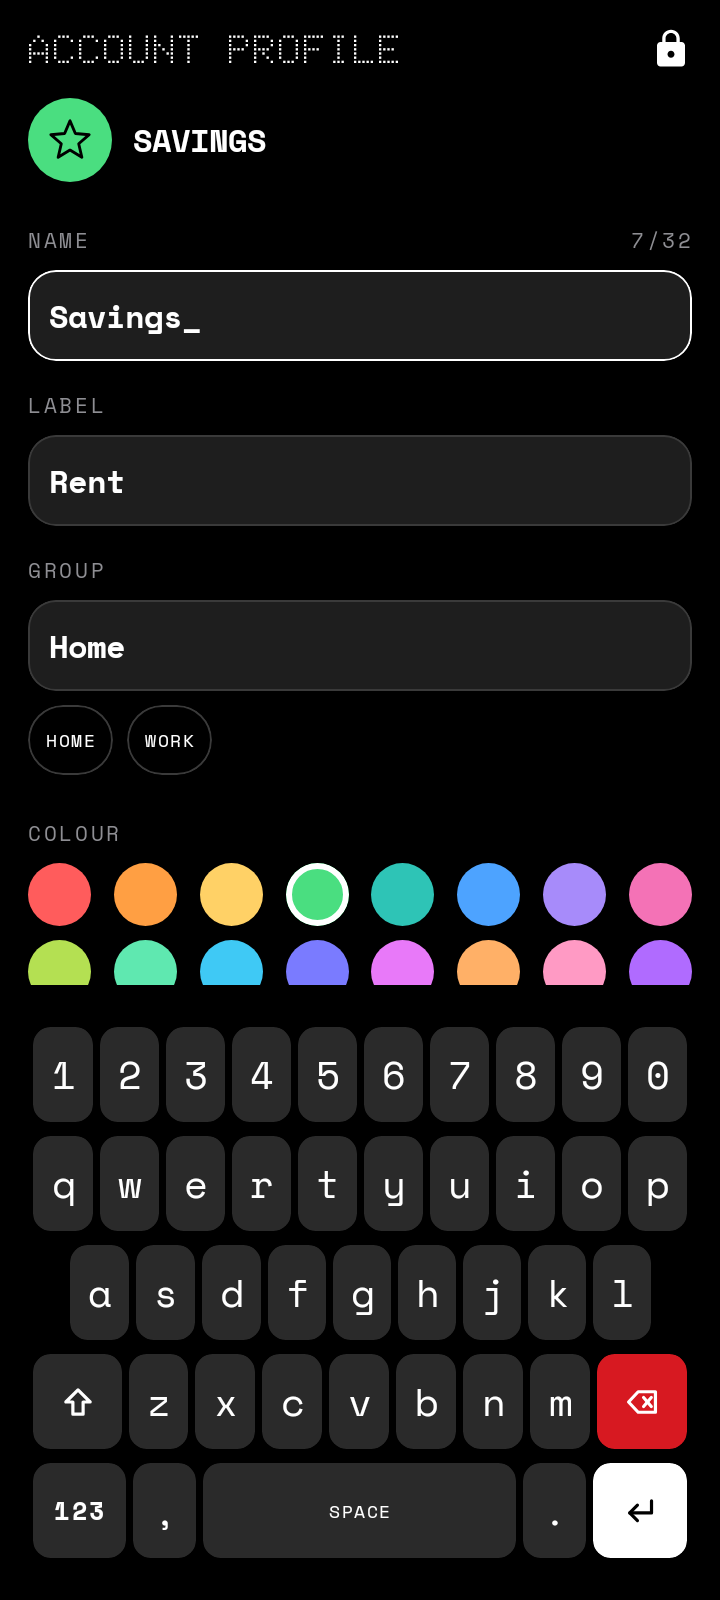 ACCOUNT PROFILE
SAVINGS
NAME 7/32
Savings_
LABEL
Rent
GROUP
Home
HOME WORK
COLOUR
1 2 3 4 5 6 7 8 9 0
q w e r t y u i o p
a s d f g h j k l
z x c v b n m
123 , SPACE .